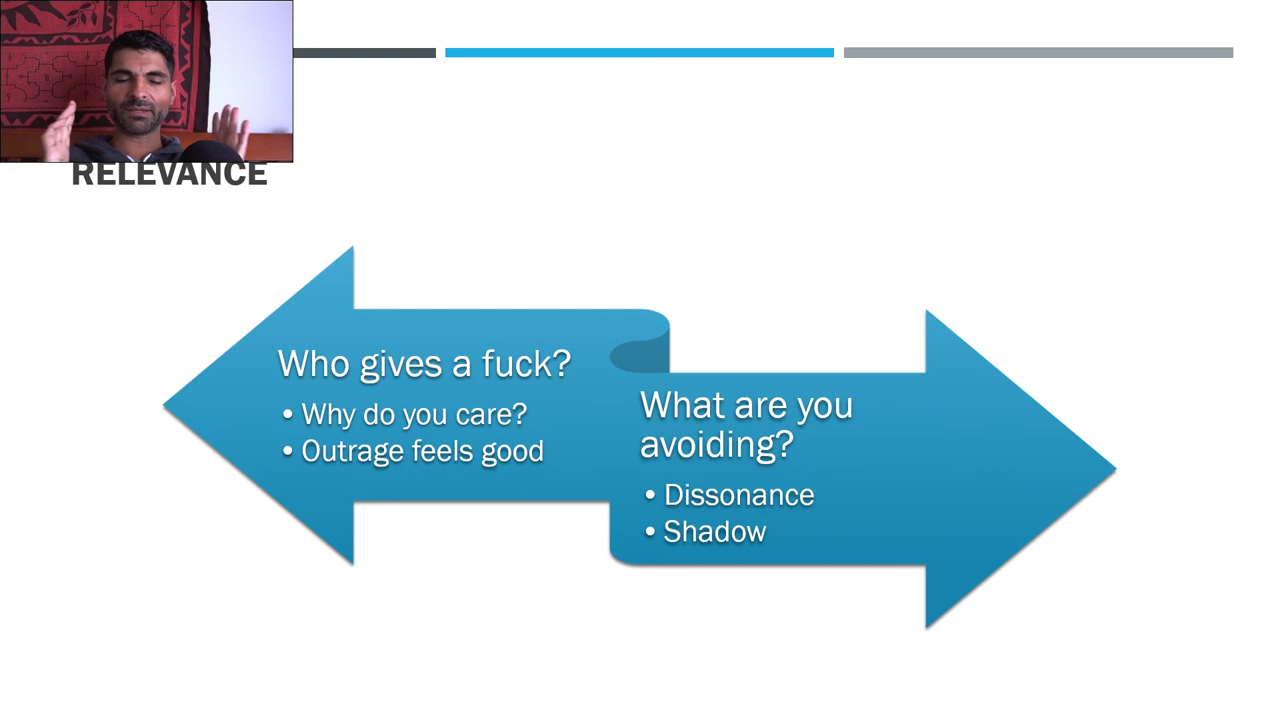 RELEVANCE
Who gives a fuck?
• Why do you care?
• Outrage feels good
What are you
avoiding?
• Dissonance
• Shadow